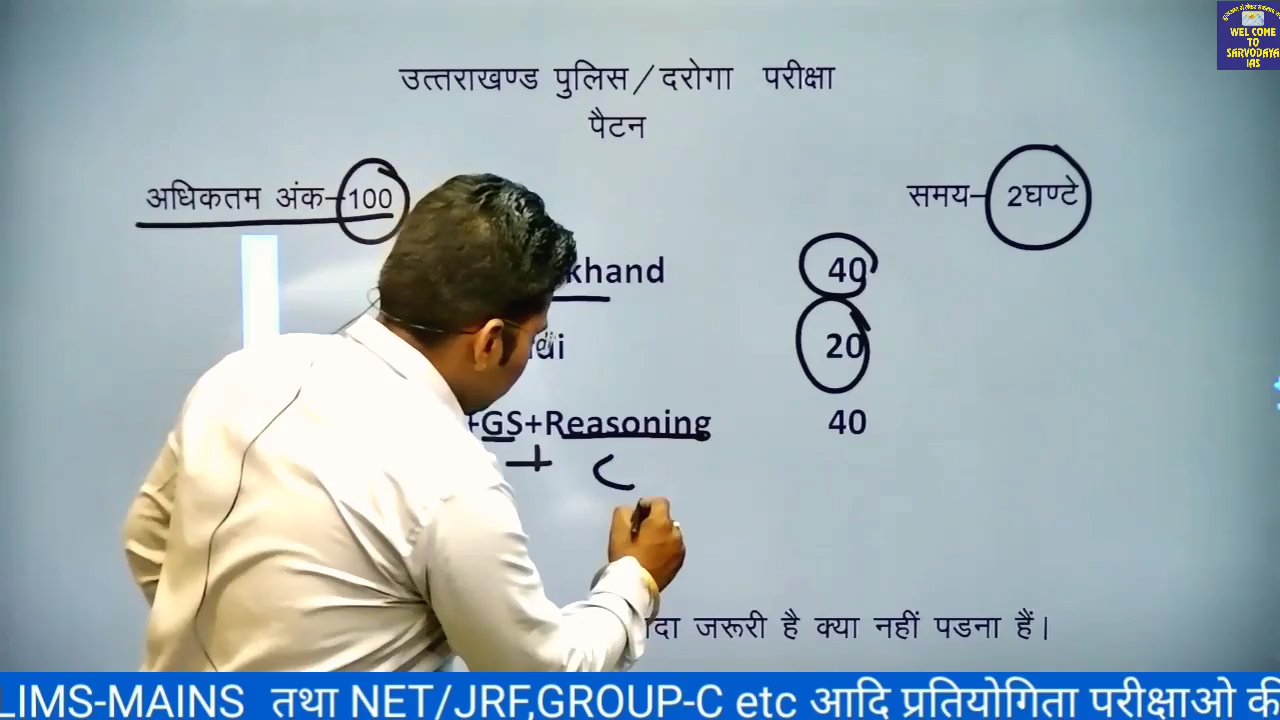 WEL COME
TO
SARVODAYA
IAS
उत्तराखण्ड पुलिस/दरोगा परीक्षा
पैटन
अधिकतम अंक-100
समय- 2घण्टे
khand 40
di 20
+GS+Reasoning 40
+ C
दा जरूरी है क्या नहीं पडना हैं।
LIMS-MAINS तथा NET/JRF,GROUP-C etc आदि प्रतियोगिता परीक्षाओ की